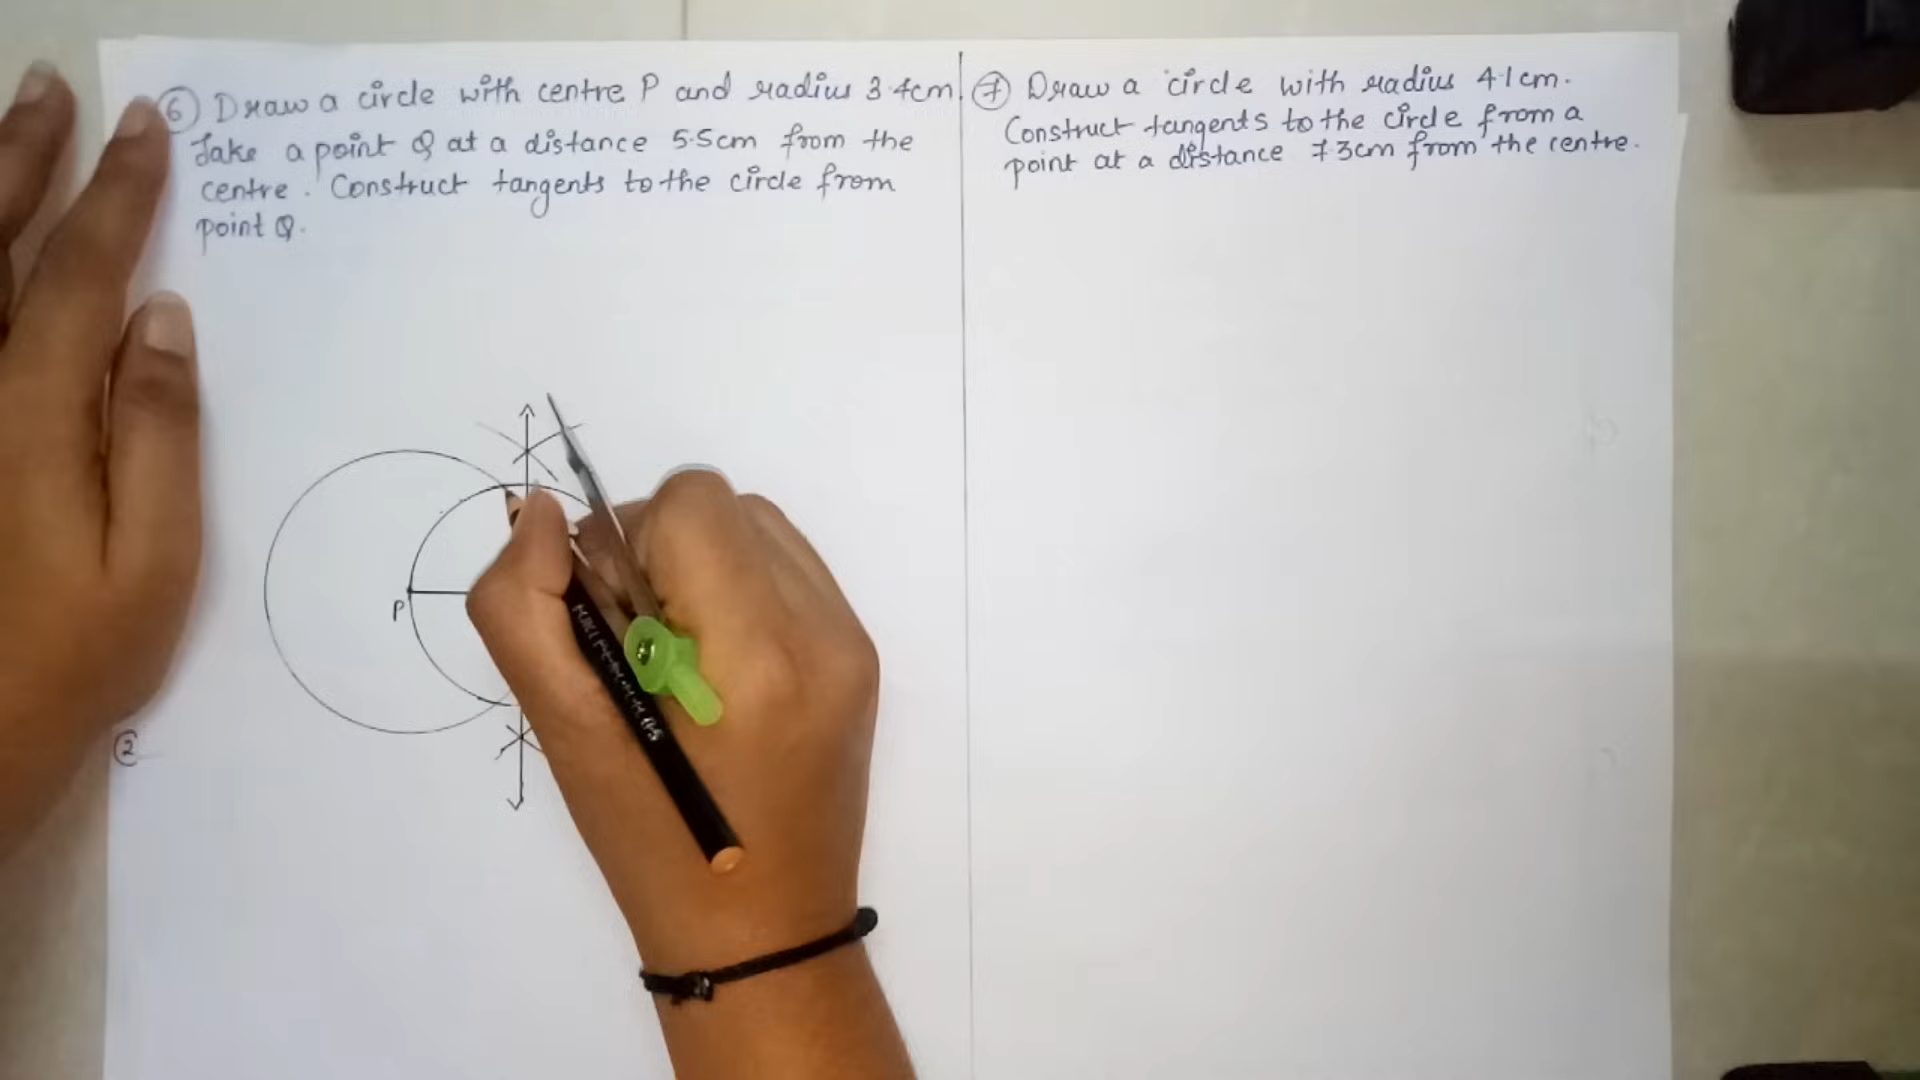 6 Draw a circle with centre P and radius 3.4cm.
Take a point Q at a distance 5.5cm from the
centre. Construct tangents to the circle from
point Q.
7 Draw a circle with radius 4.1cm.
Construct tangents to the circle from a
point at a distance 7.3cm from the centre.
P
2